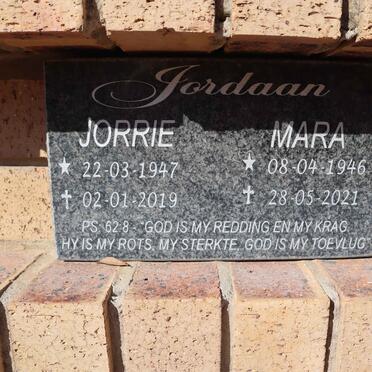 Jordaan
JORRIE MARA
★ 22-03-1947 ★ 08-04-1946
✝ 02-01-2019 ✝ 28-05-2021
PS. 62:8 - "GOD IS MY REDDING EN MY KRAG.
HY IS MY ROTS, MY STERKTE, GOD IS MY TOEVLUG"